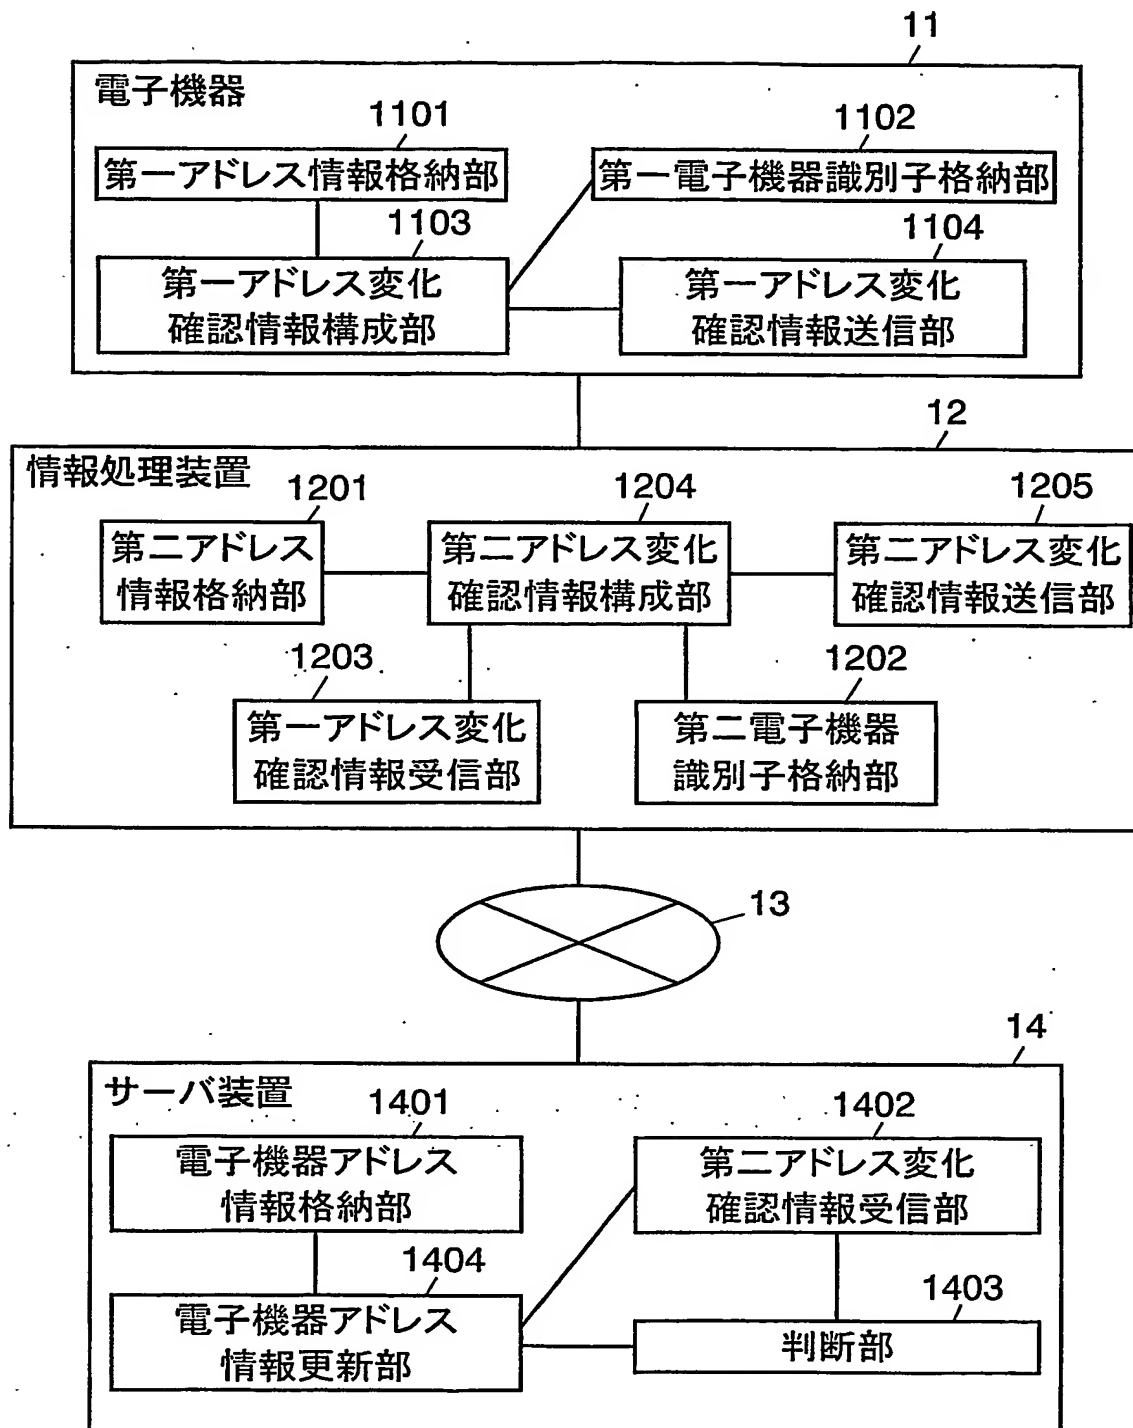 11
電子機器
1101
1102
第一アドレス情報格納部
第一電子機器識別子格納部
1103
1104
第一アドレス変化
確認情報構成部
第一アドレス変化
確認情報送信部
12
情報処理装置
1201
1204
1205
第二アドレス
情報格納部
第二アドレス変化
確認情報構成部
第二アドレス変化
確認情報送信部
1203
1202
第一アドレス変化
確認情報受信部
第二電子機器
識別子格納部
13
14
サーバ装置
1401
1402
電子機器アドレス
情報格納部
第二アドレス変化
確認情報受信部
1404
1403
電子機器アドレス
情報更新部
判断部